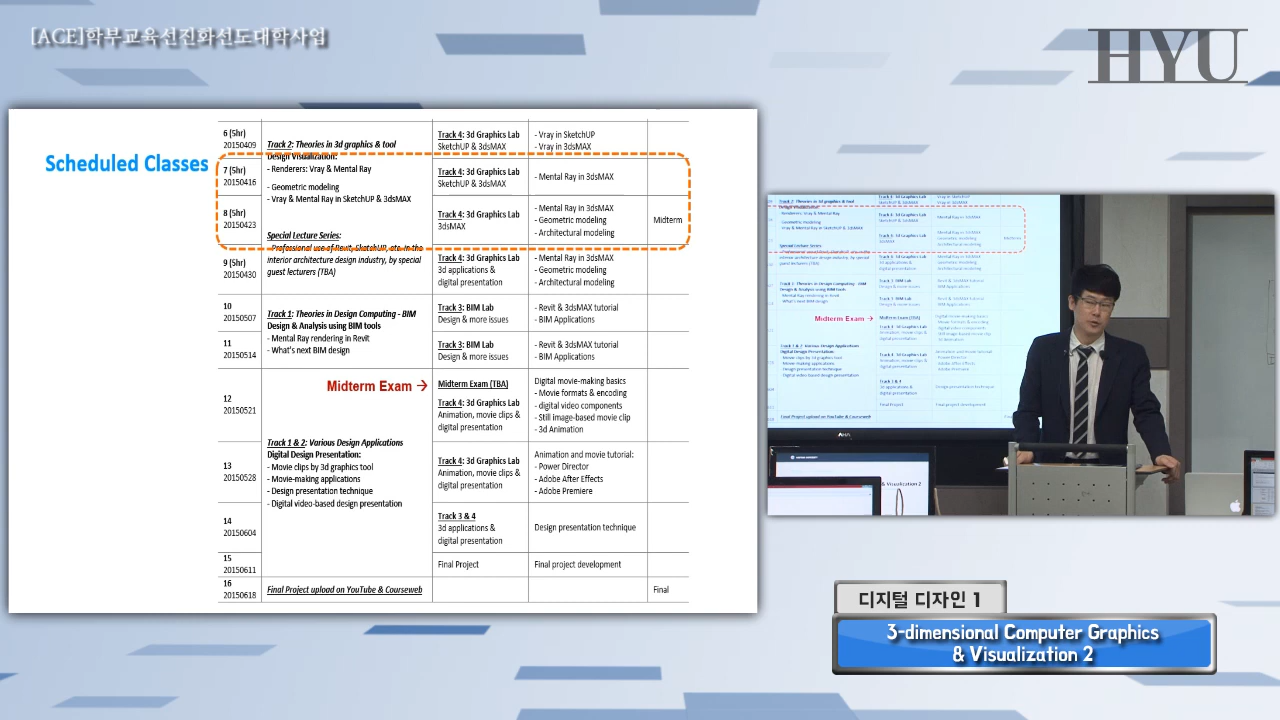 [ACE]학부교육선진화선도대학사업
HYU
Scheduled Classes
6 (5hr)
20150409
Track 2: Theories in 3d graphics & tool
Design Visualization:
- Renderers: Vray & Mental Ray
- Geometric modeling
- Vray & Mental Ray in SketchUP & 3dsMAX
Special Lecture Series:
- Professional use of Revit, SketchUP, etc. in the
interior architecture design industry, by special
guest lecturers (TBA)
Track 4: 3d Graphics Lab
SketchUP & 3dsMAX
- Vray in SketchUP
- Vray in 3dsMAX
7 (5hr)
20150416
Track 4: 3d Graphics Lab
SketchUP & 3dsMAX
- Mental Ray in 3dsMAX
8 (5hr)
20150423
Track 4: 3d Graphics Lab
3dsMAX
- Mental Ray in 3dsMAX
- Geometric modeling
- Architectural modeling
Midterm
9 (5hr)
20150430
Track 4: 3d Graphics Lab
3d applications &
digital presentation
- Mental Ray in 3dsMAX
- Geometric modeling
- Architectural modeling
10
20150507
Track 1: Theories in Design Computing - BIM
Design & Analysis using BIM tools
- Mental Ray rendering in Revit
- What's next BIM design
Track 3: BIM Lab
Design & more issues
- Revit & 3dsMAX tutorial
- BIM Applications
11
20150514
Track 3: BIM Lab
Design & more issues
- Revit & 3dsMAX tutorial
- BIM Applications
Midterm Exam →
12
20150521
Midterm Exam (TBA)
Track 4: 3d Graphics Lab
Animation, movie clips &
digital presentation
Digital movie-making basics
- Movie formats & encoding
- digital video components
- Still image-based movie clip
- 3d Animation
Track 1 & 2: Various Design Applications
Digital Design Presentation:
- Movie clips by 3d graphics tool
- Movie-making applications
- Design presentation technique
- Digital video-based design presentation
13
20150528
Track 4: 3d Graphics Lab
Animation, movie clips &
digital presentation
Animation and movie tutorial:
- Power Director
- Adobe After Effects
- Adobe Premiere
14
20150604
Track 3 & 4
3d applications &
digital presentation
Design presentation technique
15
20150611
Final Project
Final project development
16
20150618
Final Project upload on YouTube & Courseweb
Final
Midterm Exam →
& Visualization 2
디지털 디자인 1
3-dimensional Computer Graphics
& Visualization 2